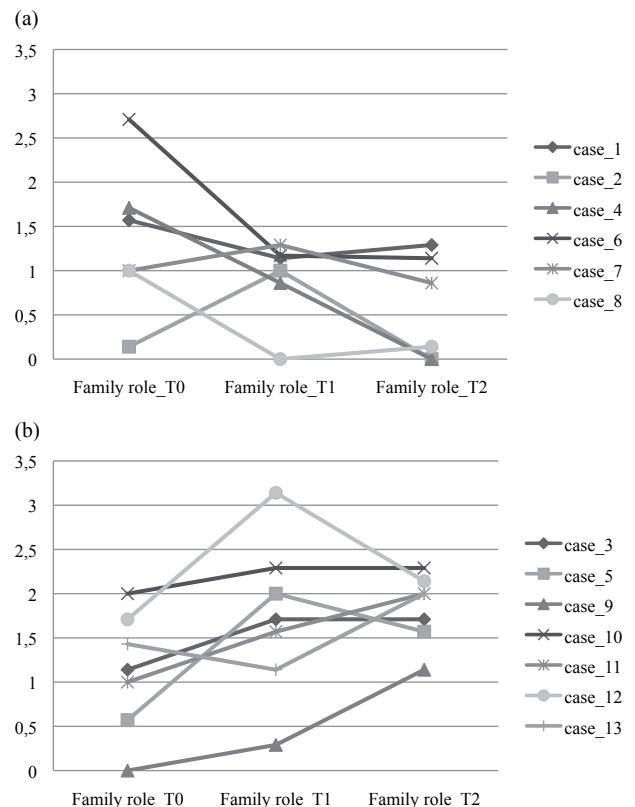 (a)
3,5
3
2,5
2
1,5
1
0,5
0
Family role_T0 Family role_T1 Family role_T2
case_1
case_2
case_4
case_6
case_7
case_8
(b)
3,5
3
2,5
2
1,5
1
0,5
0
Family role_T0 Family role_T1 Family role_T2
case_3
case_5
case_9
case_10
case_11
case_12
case_13